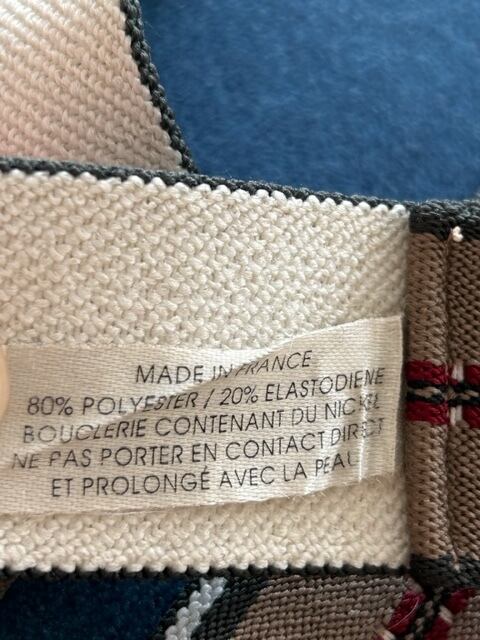 MADE IN FRANCE
80% POLYESTER / 20% ELASTODIENE
BOUCLERIE CONTENANT DU NICKEL
NE PAS PORTER EN CONTACT DIRECT
ET PROLONGÉ AVEC LA PEAU